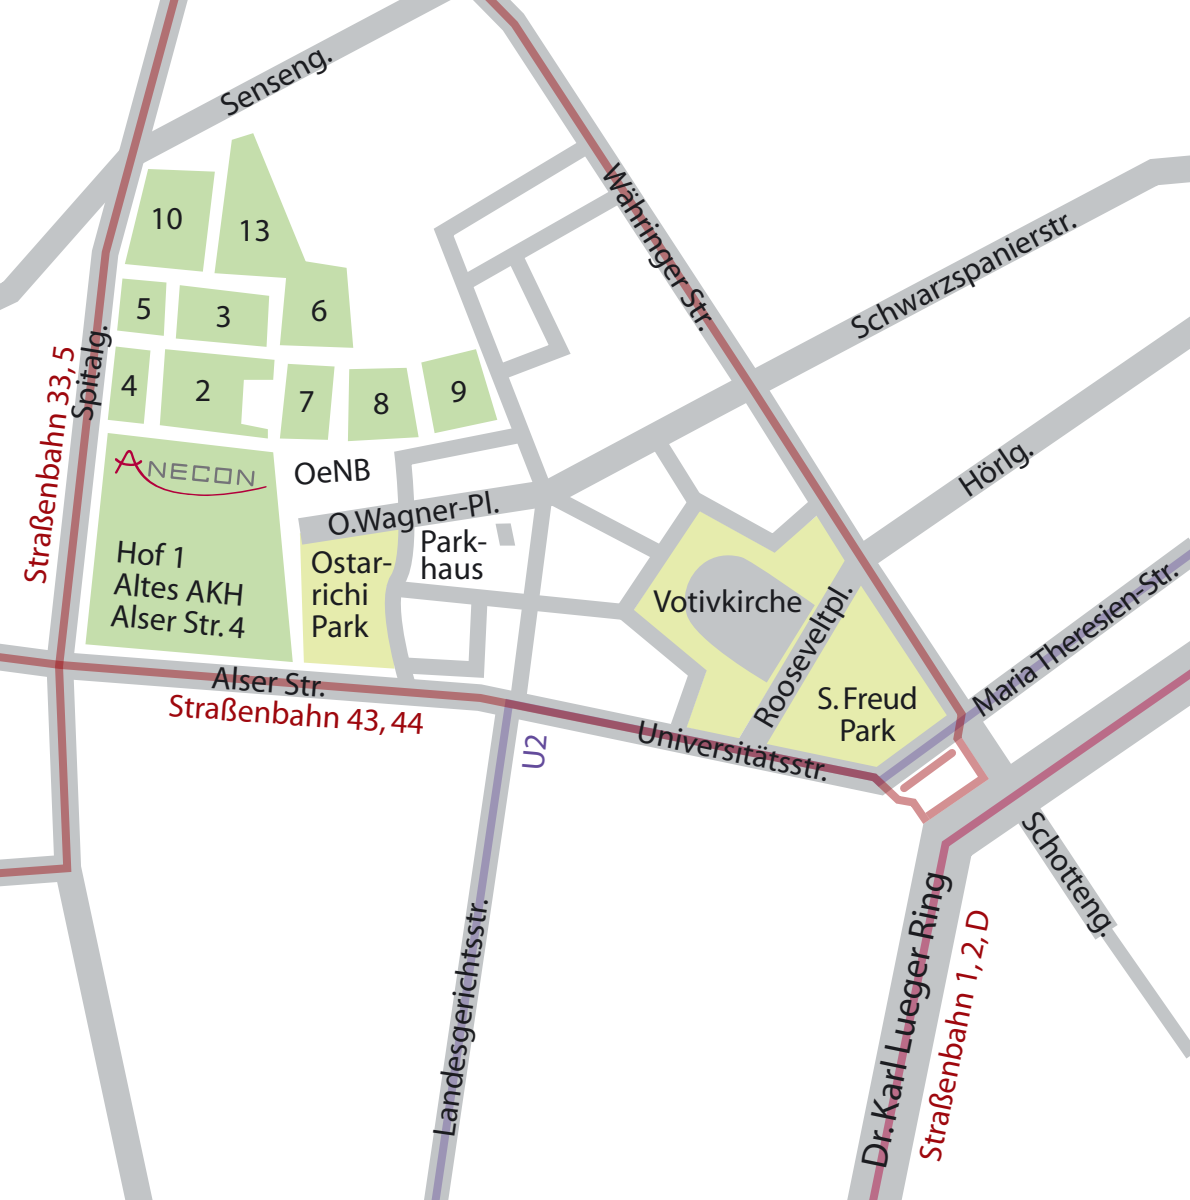 Senseng.
Währinger Str.
Schwarzspanierstr.
10
13
5
3
6
Spitalg.
Straßenbahn 33, 5
4
2
7
8
9
ANECON
OeNB
O.Wagner-Pl.
Hörlg.
Hof 1
Altes AKH
Alser Str. 4
Ostar-
richi
Park
Park-
haus
Votivkirche
Rooseveltpl.
Maria Theresien-Str.
S. Freud
Park
Alser Str.
Straßenbahn 43, 44
U2
Universitätsstr.
Schotteng.
Landesgerichtsstr.
Dr. Karl Lueger Ring
Straßenbahn 1, 2, D